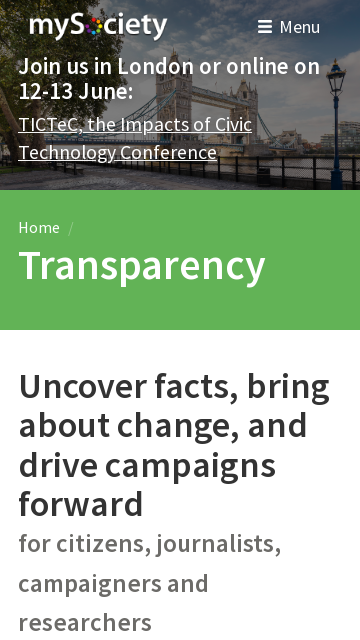 mySociety
Menu
Join us in London or online on
12-13 June:
TICTeC, the Impacts of Civic
Technology Conference
Home /
Transparency
Uncover facts, bring
about change, and
drive campaigns
forward
for citizens, journalists,
campaigners and
researchers